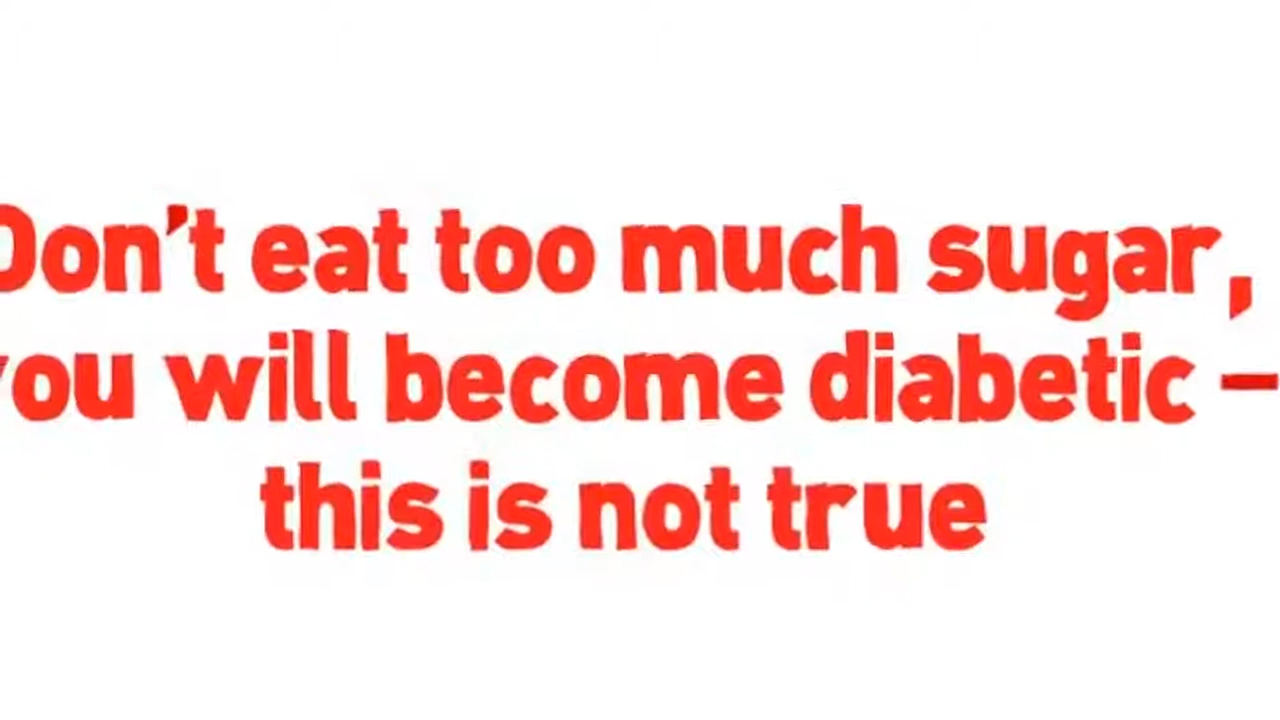 Don't eat too much sugar,
you will become diabetic –
this is not true